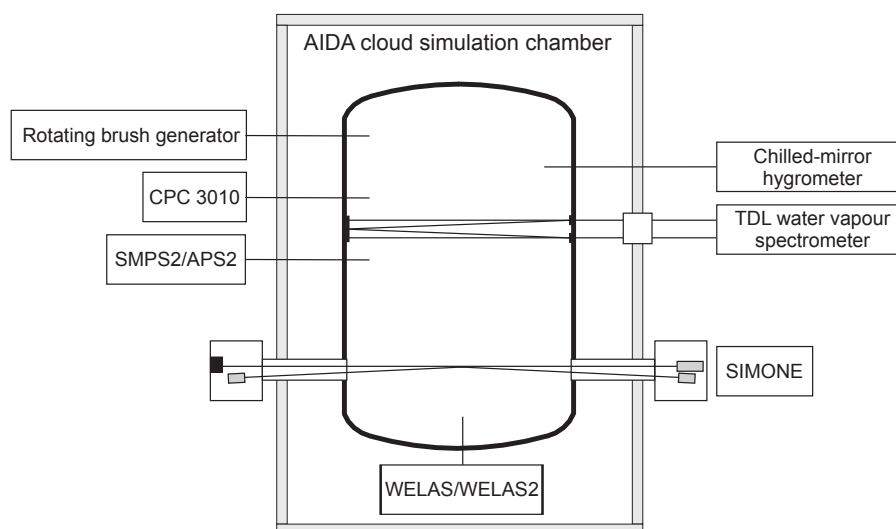 AIDA cloud simulation chamber
Rotating brush generator
CPC 3010
SMPS2/APS2
Chilled-mirror
hygrometer
TDL water vapour
spectrometer
SIMONE
WELAS/WELAS2